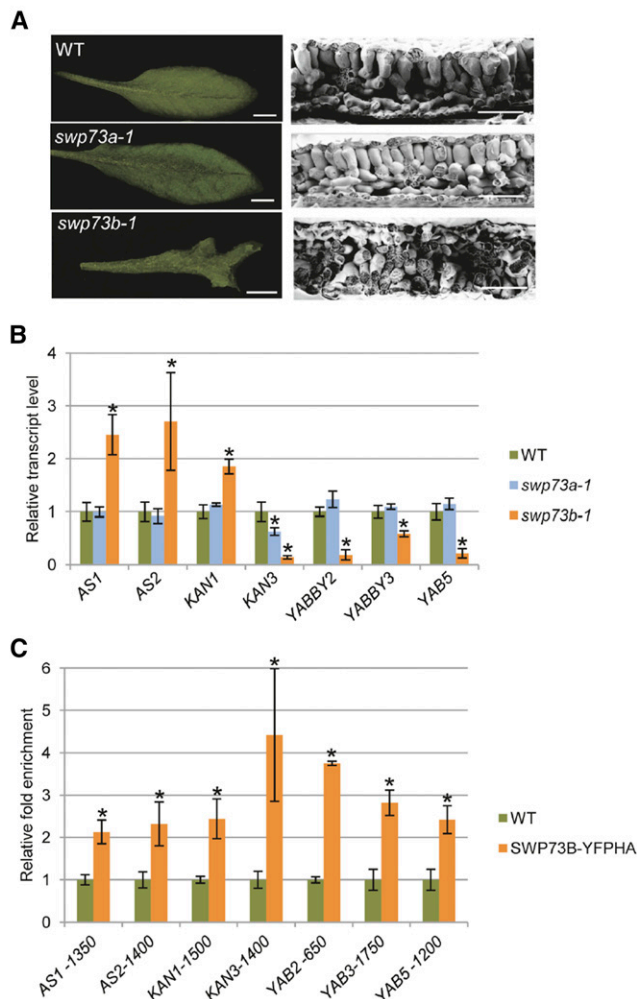 A
WT
swp73a-1
swp73b-1
B
Relative transcript level
4
3
2
1
0
* * * * * * * *
AS1 AS2 KAN1 KAN3 YABBY2 YABBY3 YAB5
WT
swp73a-1
swp73b-1
C
Relative fold enrichment
6
5
4
3
2
1
0
* * * * * * *
AS1 -1350 AS2-1400 KAN1-1500 KAN3-1400 YAB2 -650 YAB3-1750 YAB5 -1200
WT
SWP73B-YFPHA